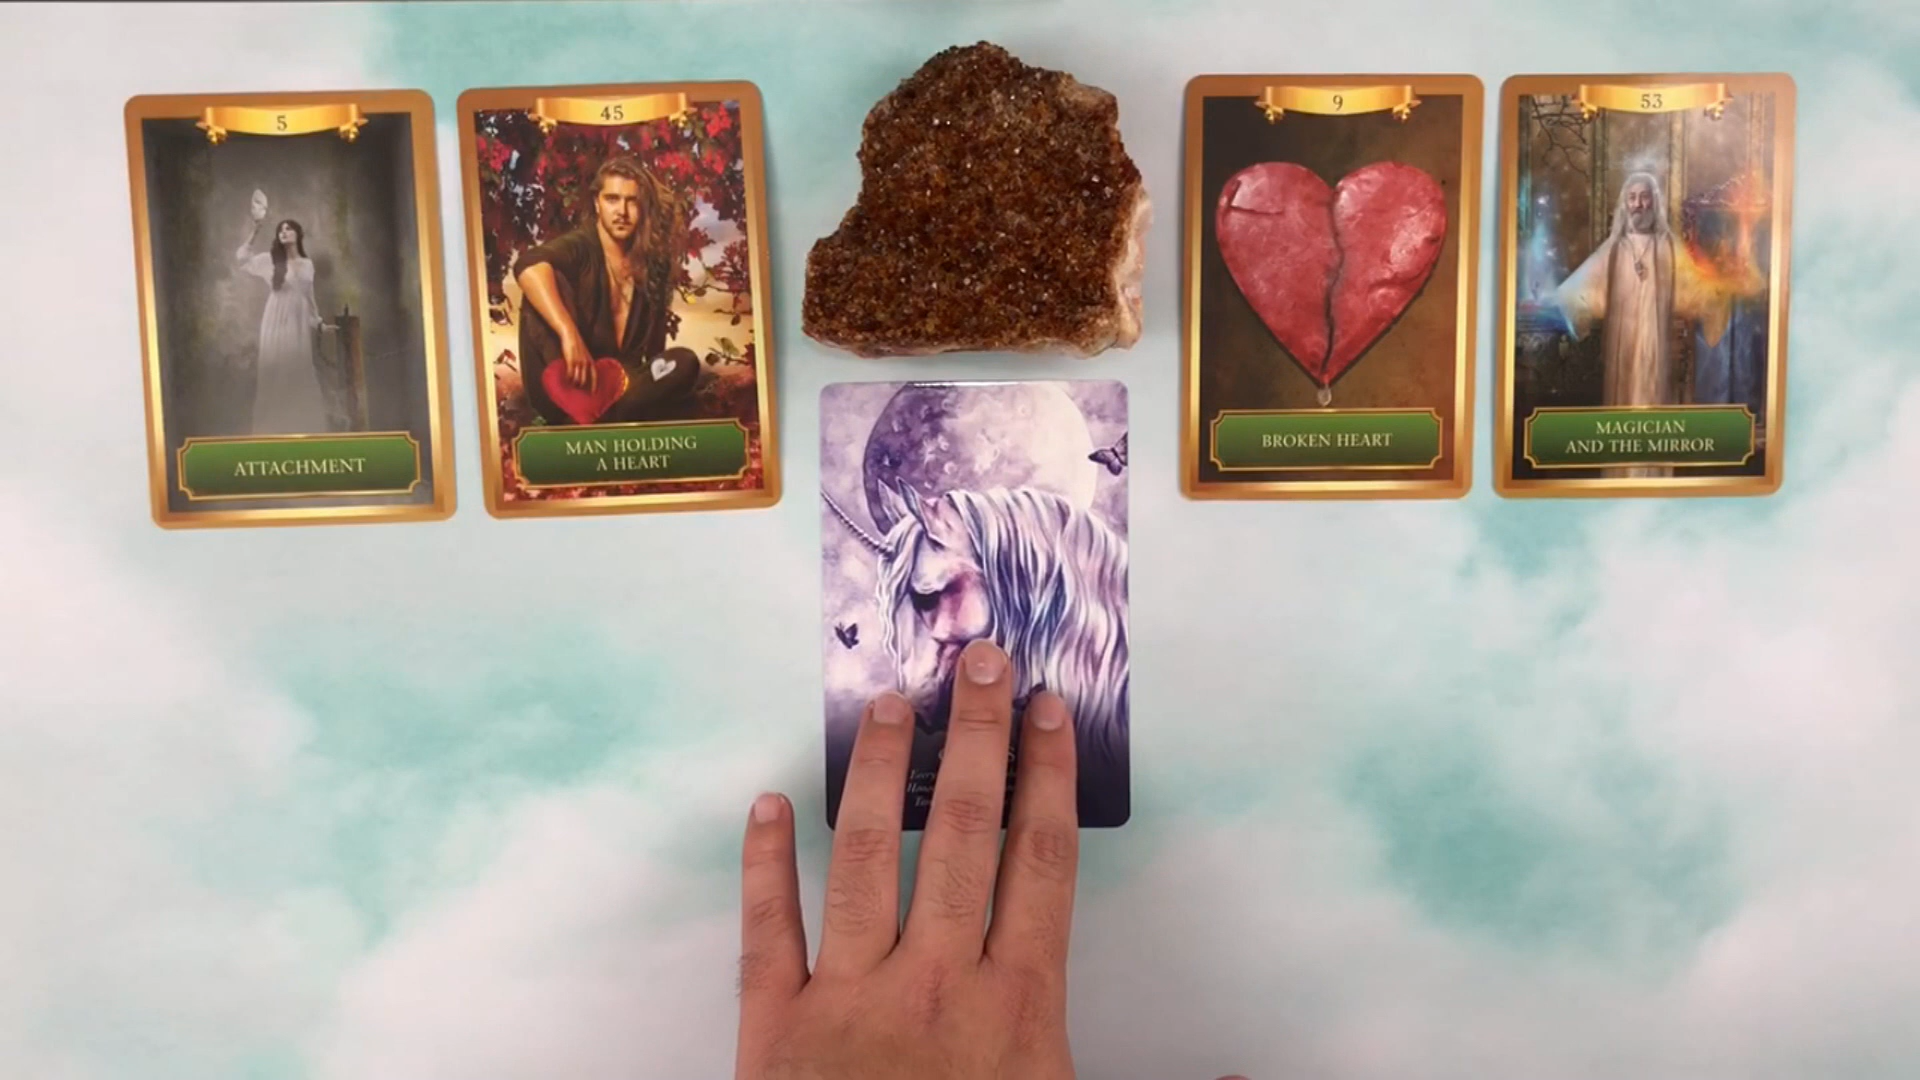 5
ATTACHMENT
45
MAN HOLDING
A HEART
9
BROKEN HEART
53
MAGICIAN
AND THE MIRROR